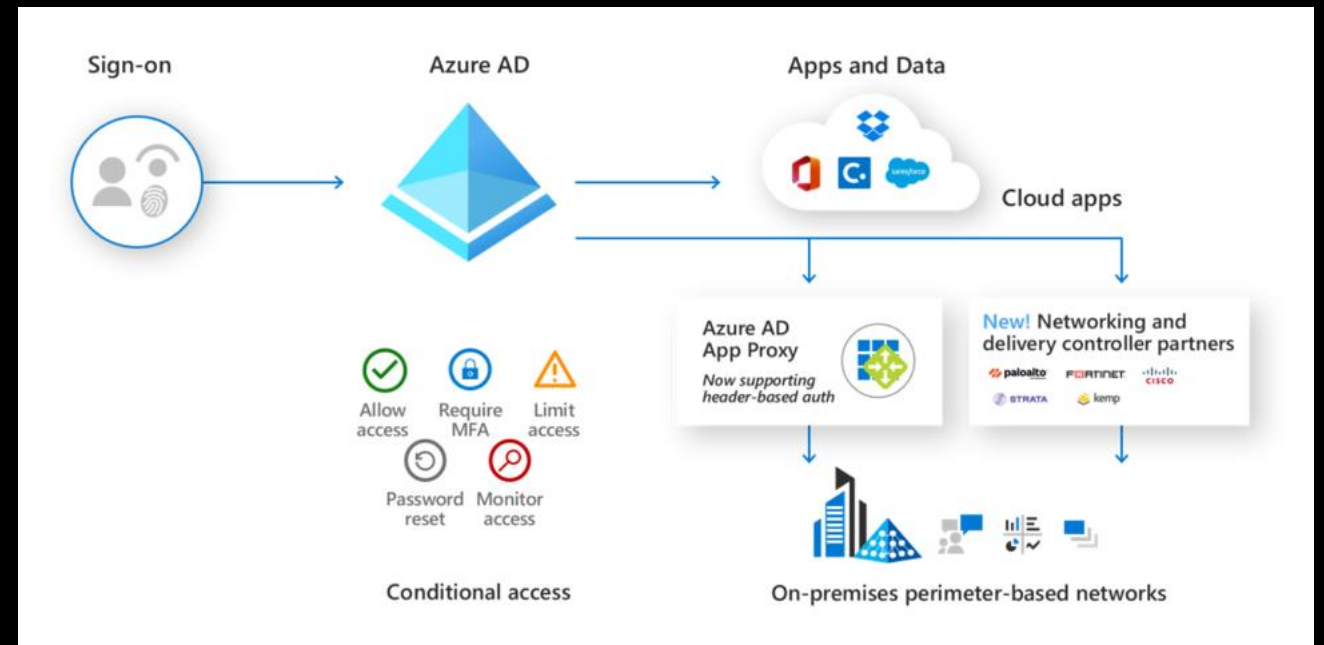 Sign-on
Azure AD
Apps and Data
salesforce
C.
Cloud apps
Azure AD
App Proxy
Now supporting
header-based auth
New! Networking and
delivery controller partners
paloalto
FORTINET
CISCO
STRATA
kemp
Allow
access
Require
MFA
Limit
access
Password
reset
Monitor
access
Conditional access
On-premises perimeter-based networks